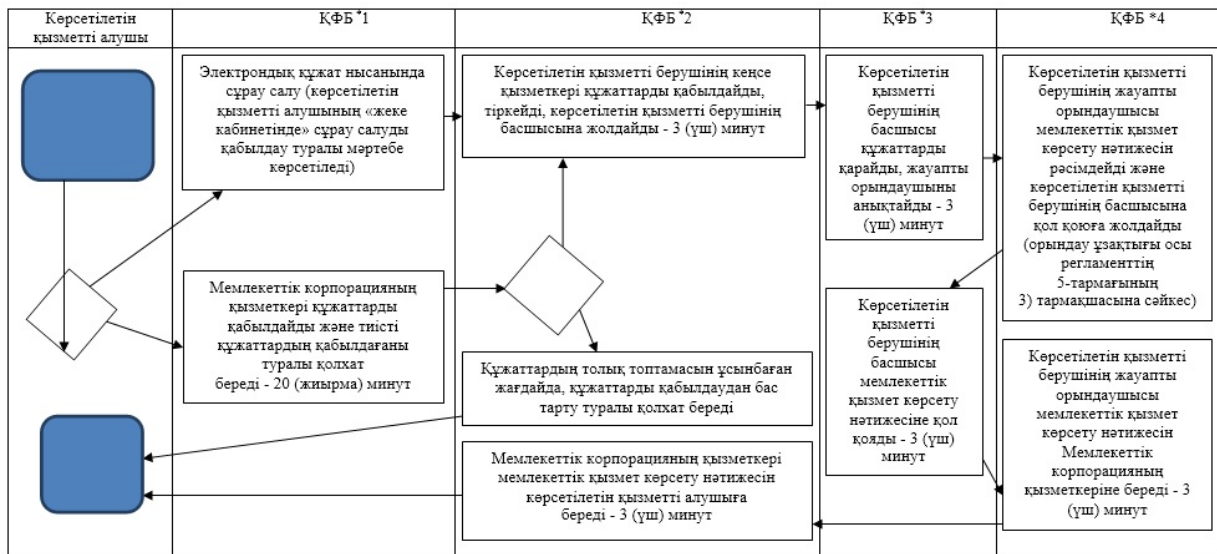 Көрсетілетін
қызметті алушы
ҚФБ *1
ҚФБ *2
ҚФБ *3
ҚФБ *4
Электрондық құжат нысанында
сұрау салу (көрсетілетін
қызметті алушының «жеке
кабинетінде» сұрау салуды
қабылдау туралы мәртебе
көрсетіледі)
Мемлекеттік корпорацияның
қызметкері құжаттарды
қабылдайды және тиісті
құжаттардың қабылдағаны
туралы қолхат
береді - 20 (жиырма) минут
Көрсетілетін қызметті берушінің кеңсе
қызметкері құжаттарды қабылдайды,
тіркейді, көрсетілетін қызметті берушінің
басшысына жолдайды - 3 (үш) минут
Құжаттардың толық топтамасын ұсынбаған
жағдайда, құжаттарды қабылдаудан бас
тарту туралы қолхат береді
Мемлекеттік корпорацияның қызметкері
мемлекеттік қызмет көрсету нәтижесін
көрсетілетін қызметті алушыға
береді - 3 (үш) минут
Көрсетілетін
қызметті
берушінің
басшысы
құжаттарды
қарайды, жауапты
орындаушыны
анықтайды - 3
(үш) минут
Көрсетілетін
қызметті
берушінің
басшысы
мемлекеттік
қызмет көрсету
нәтижесіне қол
қояды - 3 (үш)
минут
Көрсетілетін қызметті
берушінің жауапты
орындаушысы
мемлекеттік қызмет
көрсету нәтижесін
рәсімдейді және
көрсетілетін қызметті
берушінің басшысына
қол қоюға жолдайды
(орындау ұзақтығы осы
регламенттің
5-тармағының
3) тармақшасына сәйкес)
Көрсетілетін қызметті
берушінің жауапты
орындаушысы
мемлекеттік қызмет
көрсету нәтижесін
Мемлекеттік
корпорацияның
қызметкеріне береді - 3
(үш) минут